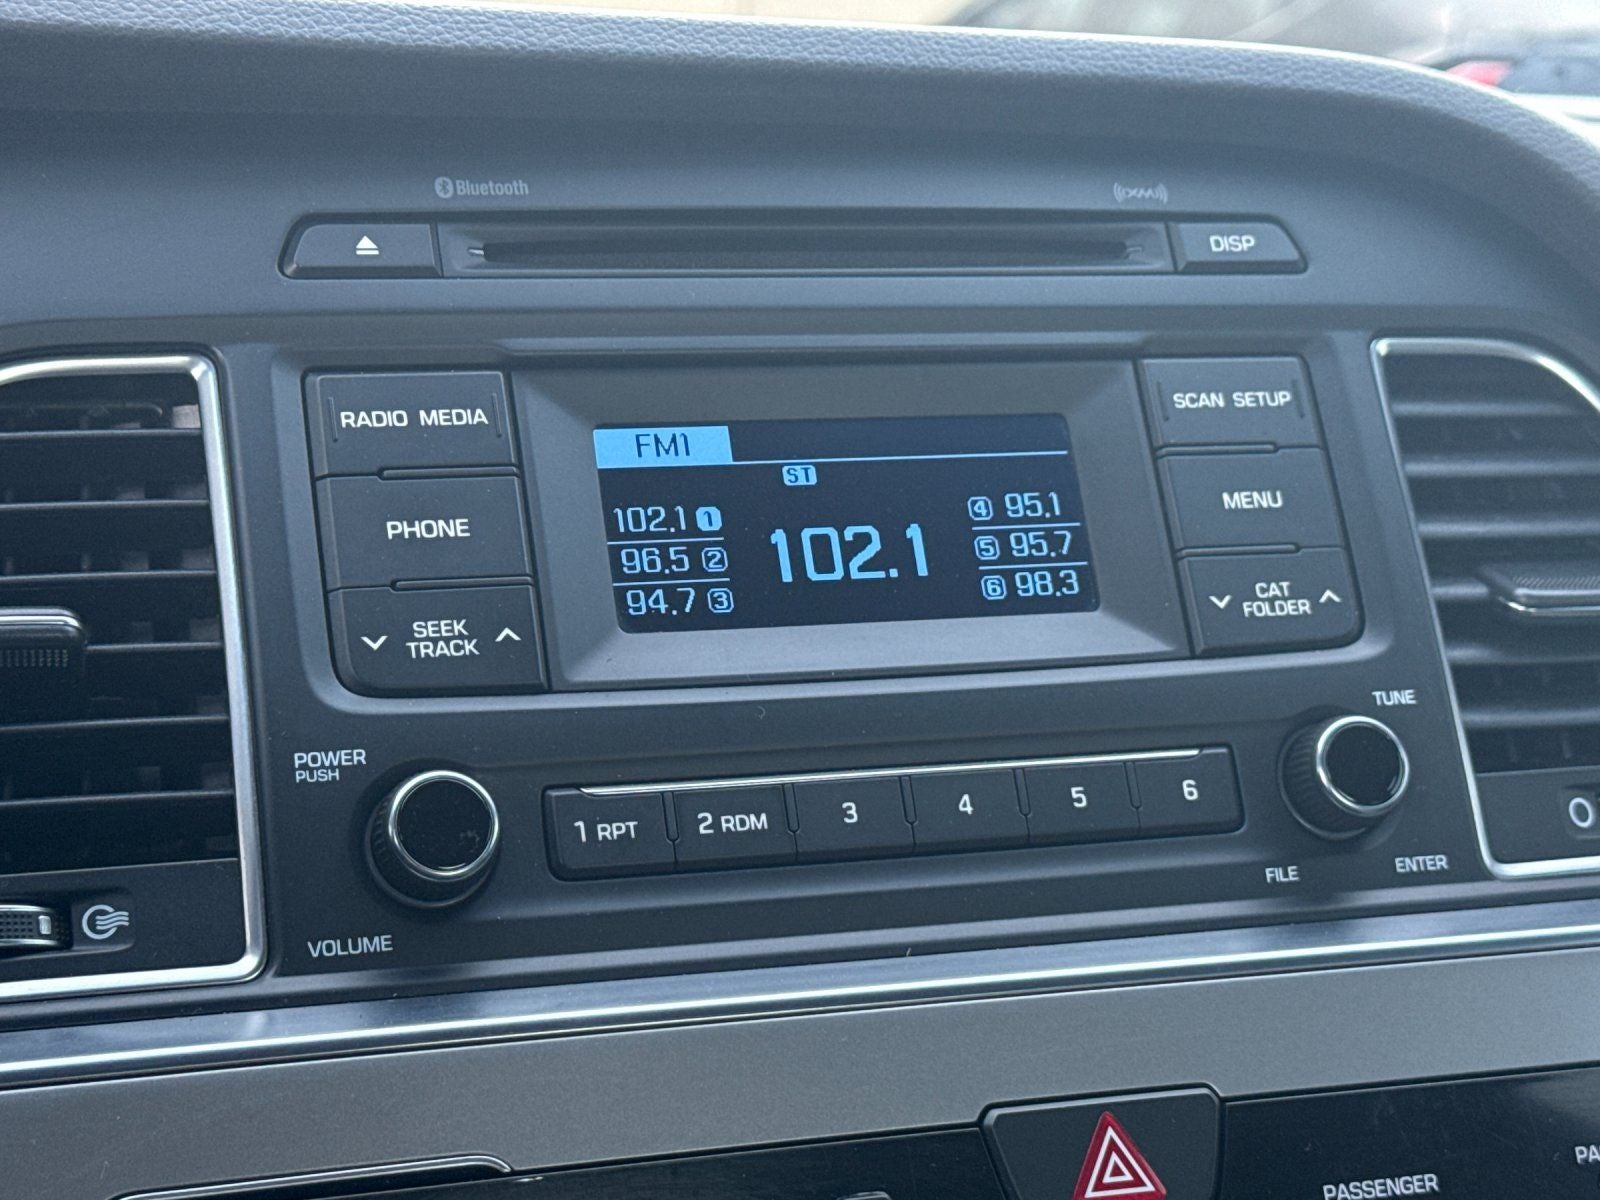 Bluetooth
((XM))
DISP
RADIO MEDIA
PHONE
SEEK
TRACK
FM1
ST
102.1 1
96.5 2
94.7 3
102.1
4 95.1
5 95.7
6 98.3
SCAN SETUP
MENU
CAT
FOLDER
POWER
PUSH
VOLUME
1 RPT
2 RDM
3
4
5
6
TUNE
FILE
ENTER
0
PASSENGER